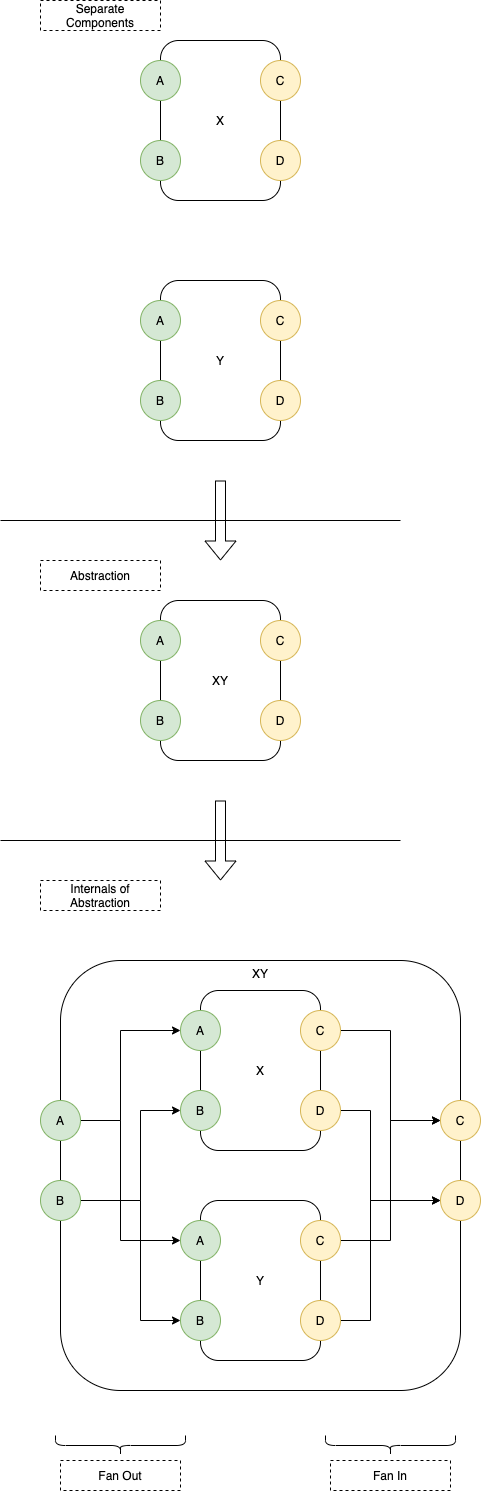 Separate
Components
A
C
X
B
D
A
C
Y
B
D
Abstraction
A
C
XY
B
D
Internals of
Abstraction
XY
A
C
X
B
D
A
C
B
D
A
C
Y
B
D
Fan Out
Fan In